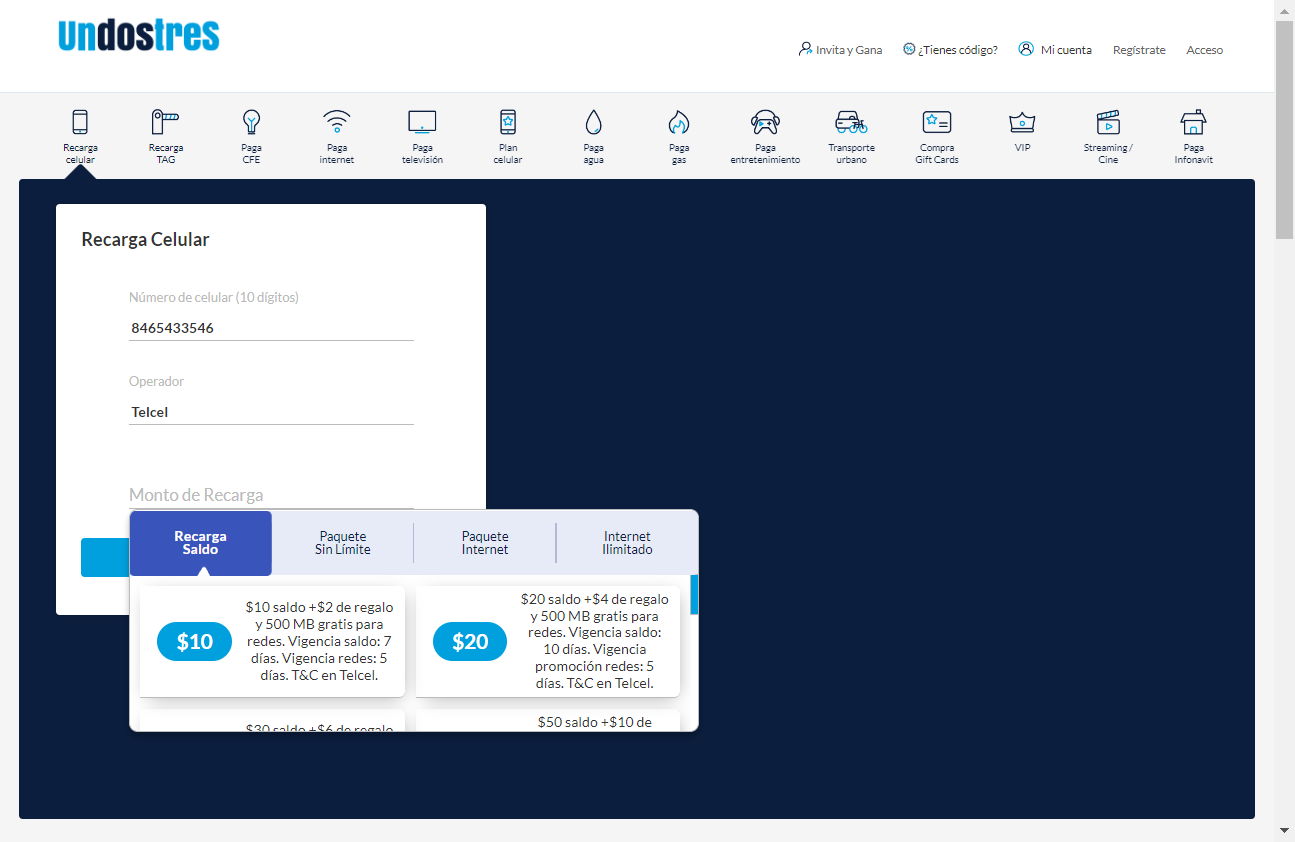 Undostres
Invita y Gana
¿Tienes código?
Mi cuenta
Regístrate
Acceso
Recarga
celular
Recarga
TAG
Paga
CFE
Paga
internet
Paga
televisión
Plan
celular
Paga
agua
Paga
gas
Paga
entretenimiento
Transporte
urbano
Compra
Gift Cards
VIP
Streaming /
Cine
Paga
Infonavit
Recarga Celular
Número de celular (10 dígitos)
8465433546
Operador
Telcel
Monto de Recarga
Recarga
Saldo
Paquete
Sin Límite
Paquete
Internet
Internet
Ilimitado
$10
$10 saldo +$2 de regalo
y 500 MB gratis para
redes. Vigencia saldo: 7
días. Vigencia redes: 5
días. T&C en Telcel.
$20
$20 saldo +$4 de regalo
y 500 MB gratis para
redes. Vigencia saldo:
10 días. Vigencia
promoción redes: 5
días. T&C en Telcel.
$30 saldo +$6 de regalo
$50 saldo +$10 de